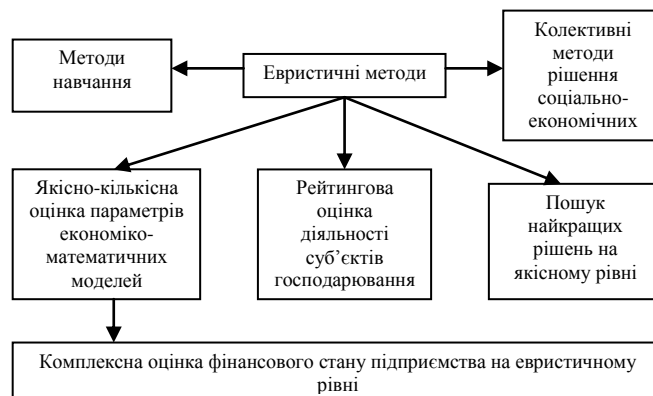 Методи
навчання
Евристичні методи
Колективні
методи
рішення
соціально-
економічних
Якісно-кількісна
оцінка параметрів
економіко-
математичних
моделей
Рейтингова
оцінка
діяльності
суб’єктів
господарювання
Пошук
найкращих
рішень на
якісному рівні
Комплексна оцінка фінансового стану підприємства на евристичному
рівні